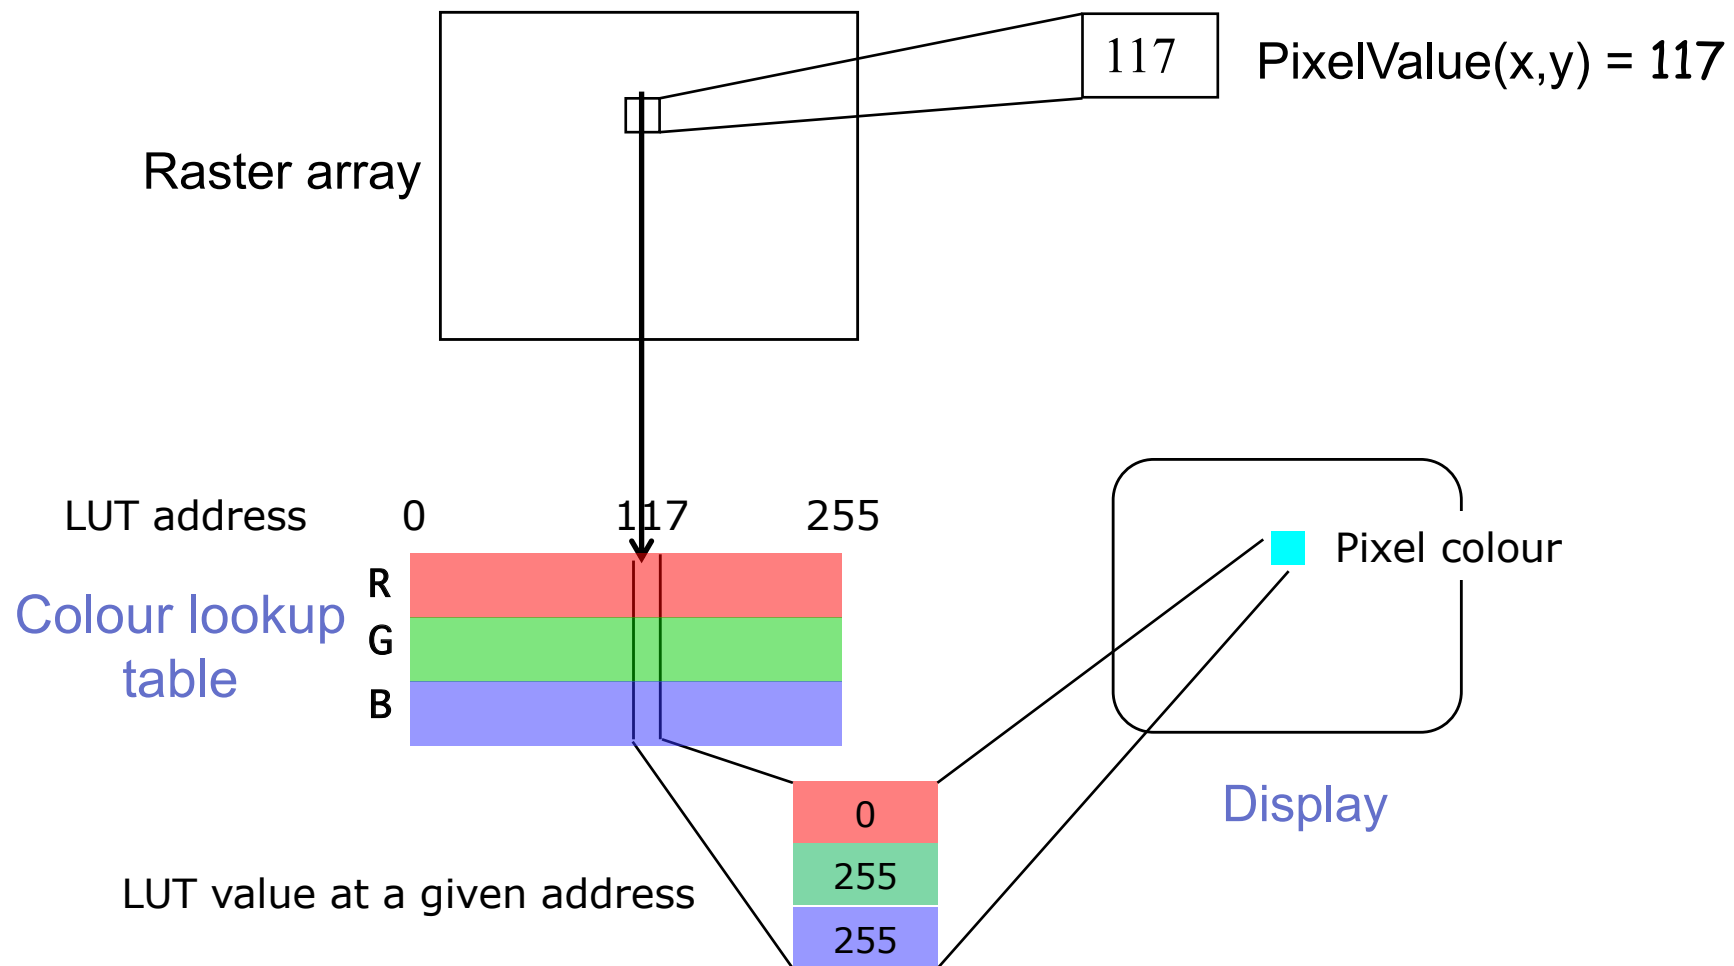 117
PixelValue(x,y) = 117
Raster array
LUT address
0
117
255
R
G
B
Colour lookup
table
Pixel colour
Display
0
255
255
LUT value at a given address